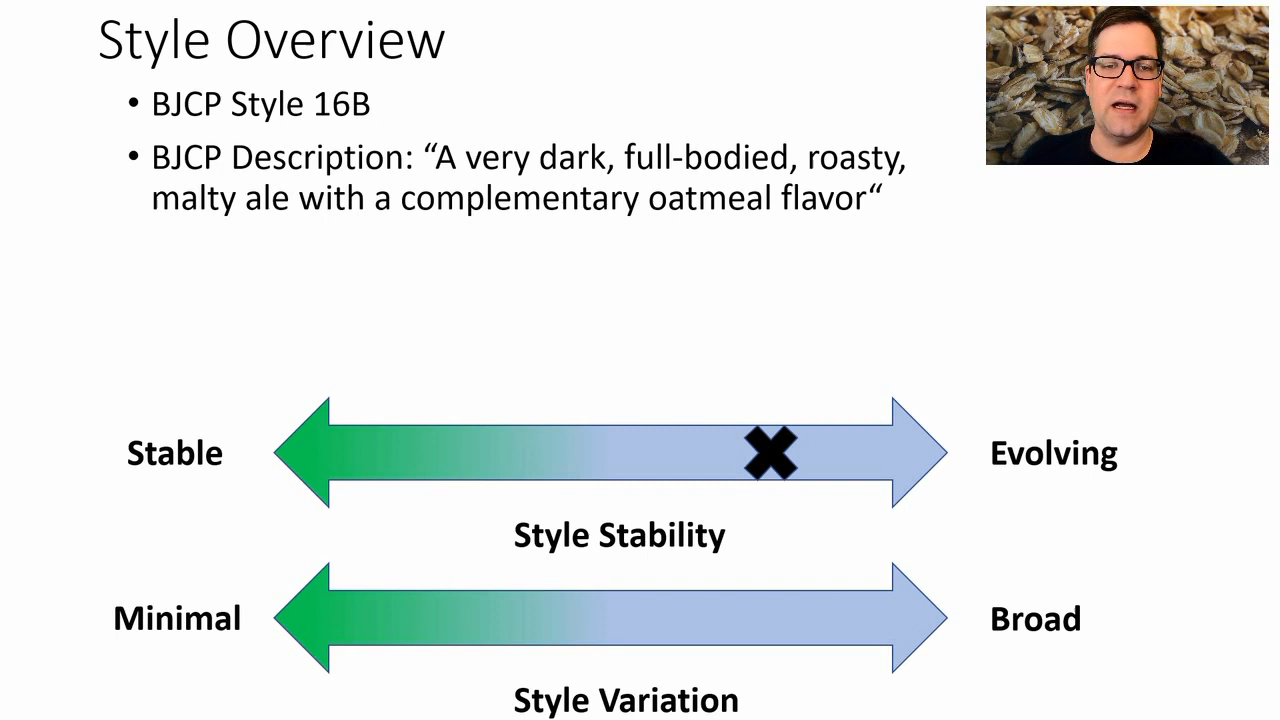 Style Overview
• BJCP Style 16B
• BJCP Description: “A very dark, full-bodied, roasty,
malty ale with a complementary oatmeal flavor“
Stable
Evolving
Style Stability
Minimal
Broad
Style Variation